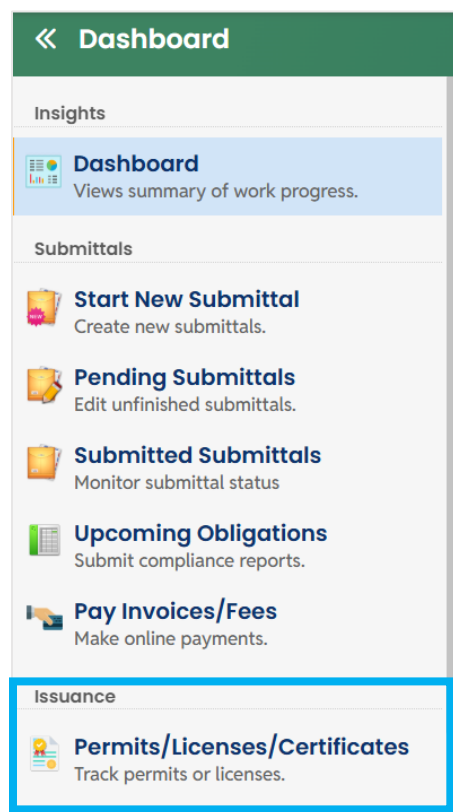 « Dashboard
Insights
Dashboard
Views summary of work progress.
Submittals
Start New Submittal
Create new submittals.
Pending Submittals
Edit unfinished submittals.
Submitted Submittals
Monitor submittal status
Upcoming Obligations
Submit compliance reports.
Pay Invoices/Fees
Make online payments.
Issuance
Permits/Licenses/Certificates
Track permits or licenses.